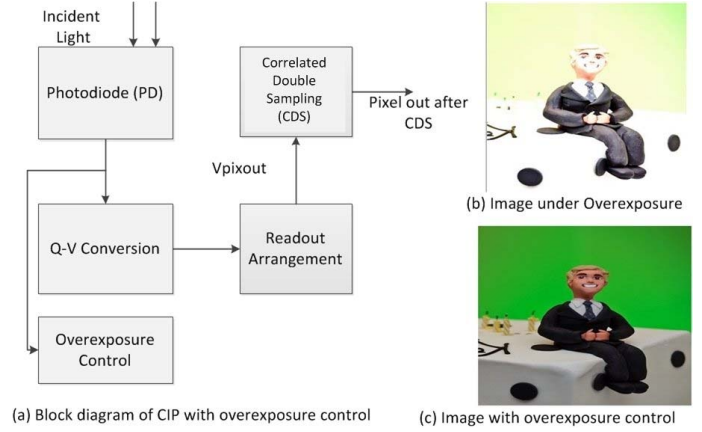 Incident
Light
Photodiode (PD)
Correlated
Double
Sampling
(CDS)
Pixel out after
CDS
Vpixout
Q-V Conversion
Readout
Arrangement
Overexposure
Control
(a) Block diagram of CIP with overexposure control
(b) Image under Overexposure
(c) Image with overexposure control